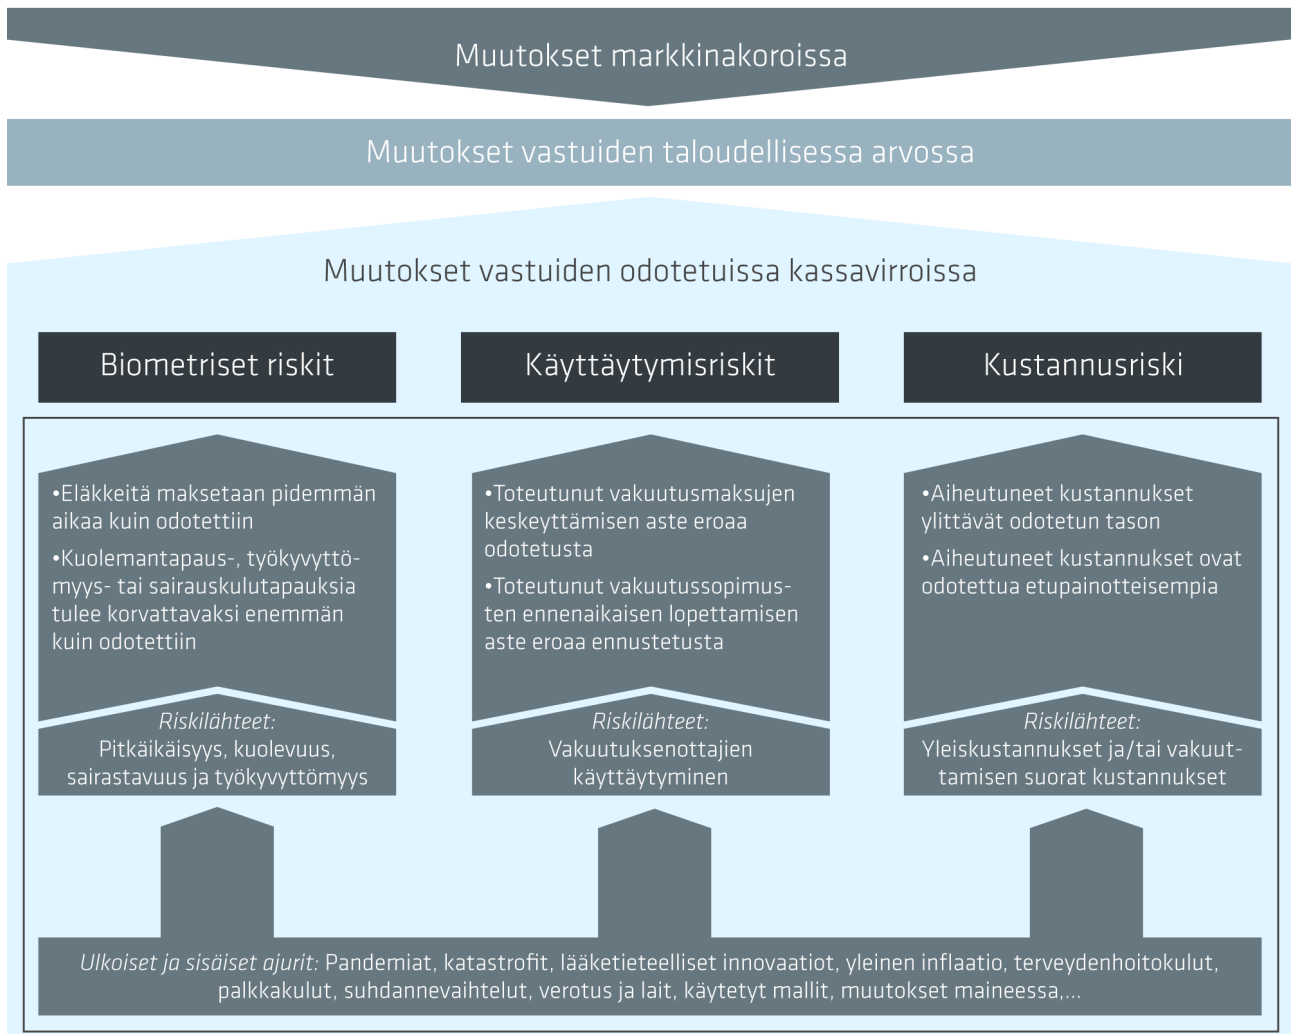 Muutokset markkinakoroissa
Muutokset vastuiden taloudellisessa arvossa
Muutokset vastuiden odotetuissa kassavirroissa
Biometriset riskit
•Eläkkeitä maksetaan pidemmän
aikaa kuin odotettiin
•Kuolemantapaus-, työkyvyttö-
myys- tai sairauskulutapauksia
tulee korvattavaksi enemmän
kuin odotettiin
Riskilähteet:
Pitkäikäisyys, kuolevuus,
sairastavuus ja työkyvyttömyys
Käyttäytymisriskit
•Toteutunut vakuutusmaksujen
keskeyttämisen aste eroaa
odotetusta
•Toteutunut vakuutussopimus-
ten ennenaikaisen lopettamisen
aste eroaa ennustetusta
Riskilähteet:
Vakuutuksenottajien
käyttäytyminen
Kustannusriski
•Aiheutuneet kustannukset
ylittävät odotetun tason
•Aiheutuneet kustannukset ovat
odotettua etupainotteisempia
Riskilähteet:
Yleiskustannukset ja/tai vakuut-
tamisen suorat kustannukset
Ulkoiset ja sisäiset ajurit: Pandemiat, katastrofit, lääketieteelliset innovaatiot, yleinen inflaatio, terveydenhoitokulut,
palkkakulut, suhdannevaihtelut, verotus ja lait, käytetyt mallit, muutokset maineessa,...